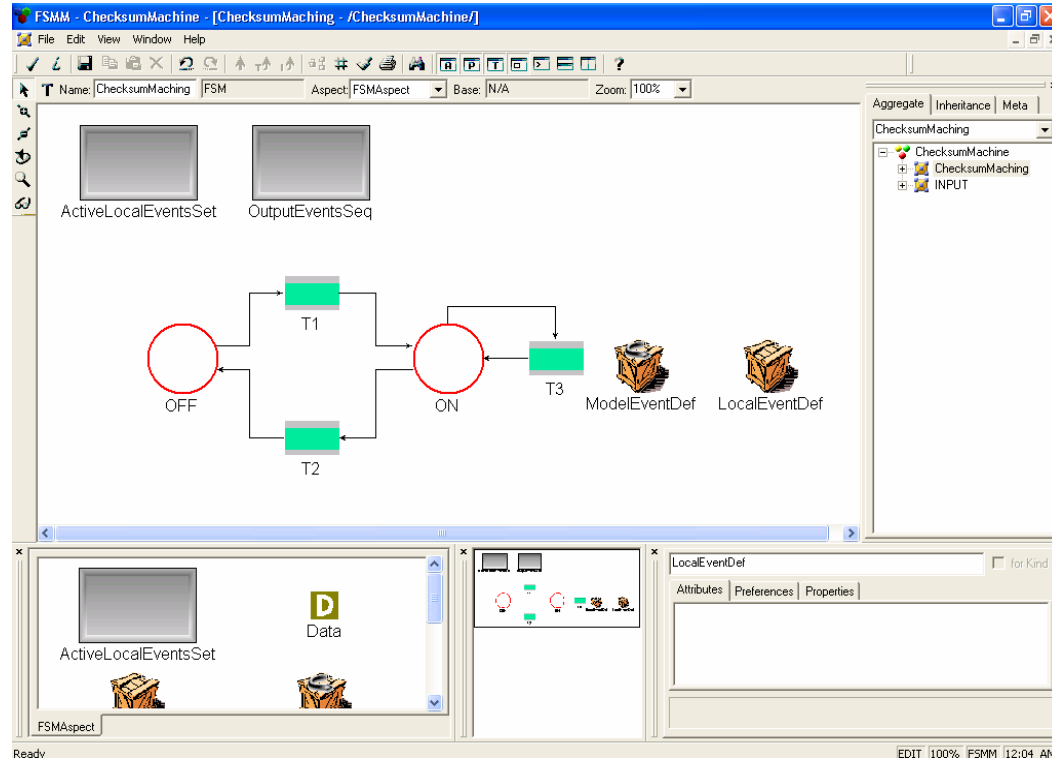 FSMM - ChecksumMachine - [ChecksumMaching - /ChecksumMachine/]
File Edit View Window Help
Name: ChecksumMaching FSM Aspect: FSMAspect Base: N/A Zoom: 100%
Aggregate Inheritance Meta
ChecksumMaching
ChecksumMachine
ChecksumMaching
INPUT
ActiveLocalEventsSet OutputEventsSeq
T1
OFF ON T3 ModelEventDef LocalEventDef
T2
LocalEventDef for Kind
Attributes Preferences Properties
D
Data
ActiveLocalEventsSet
FSMAspect
Ready EDIT 100% FSMM 12:04 AM